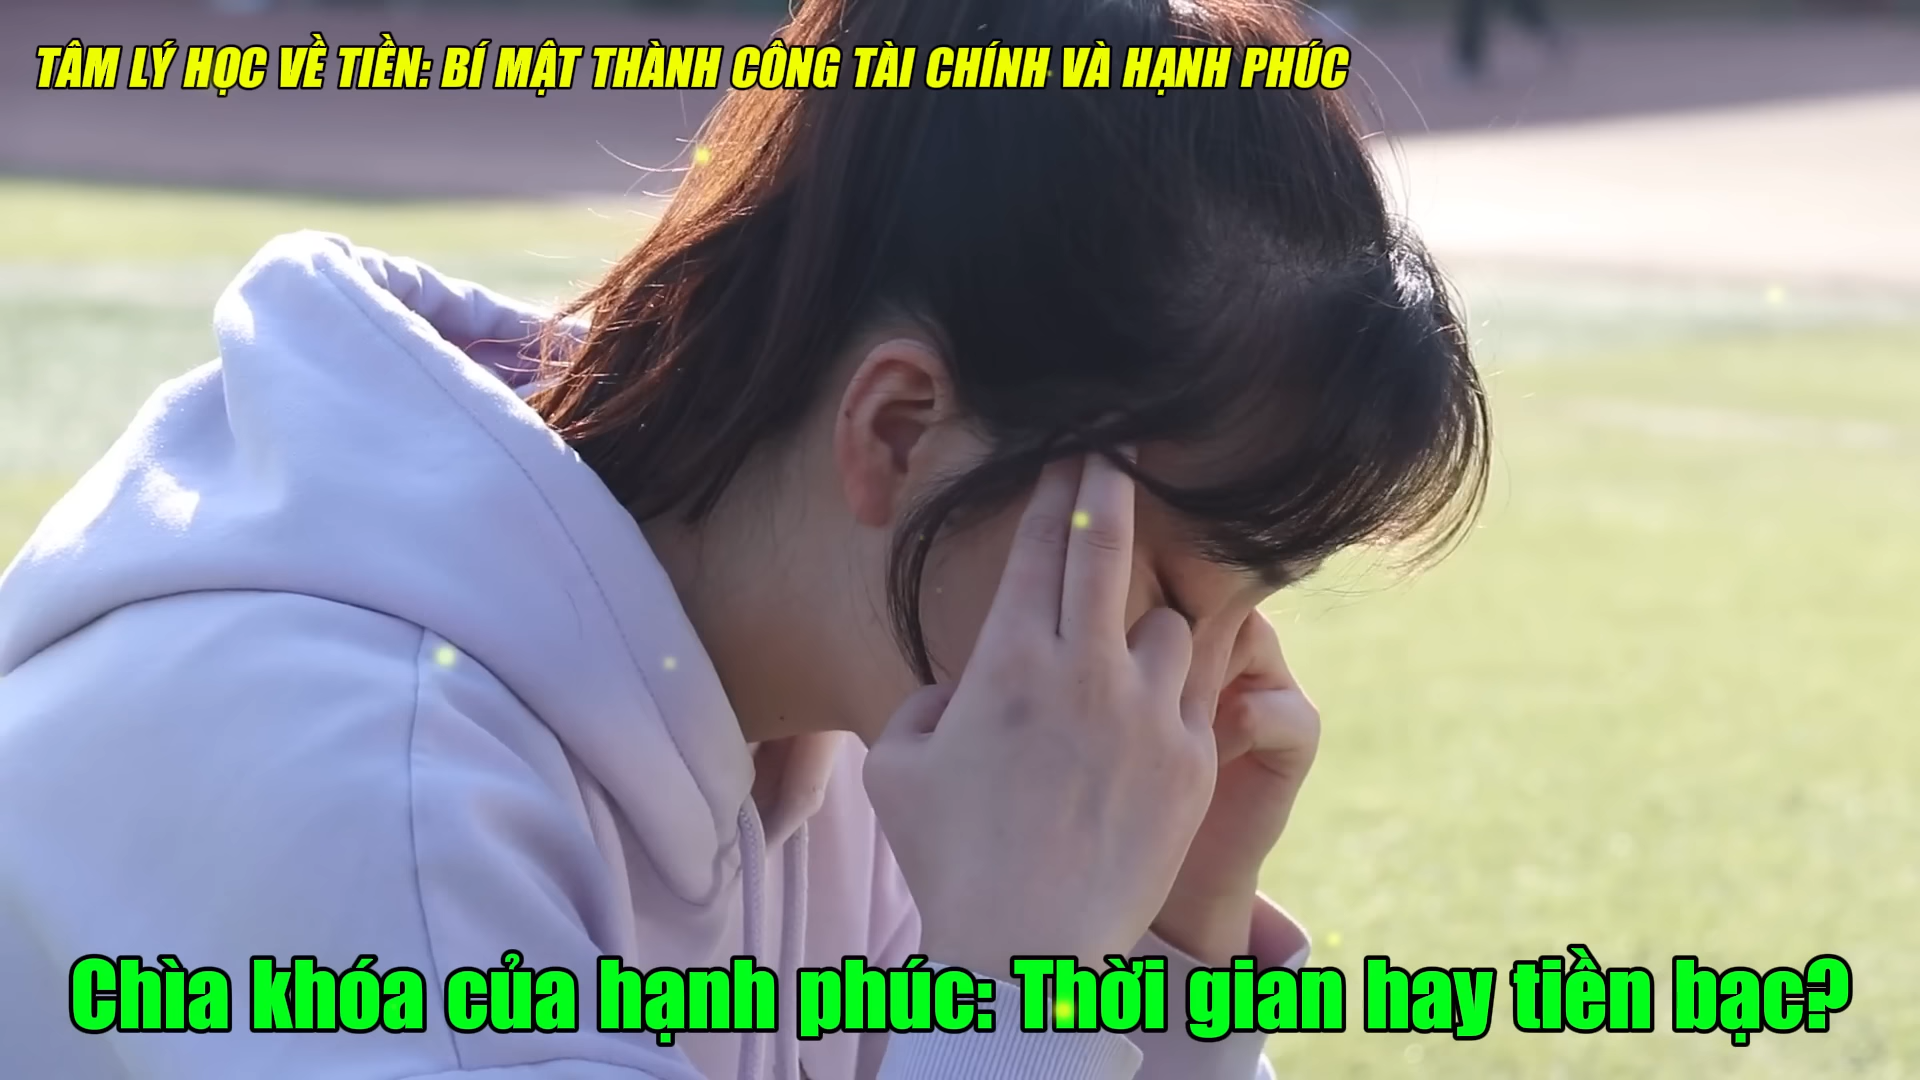 TÂM LÝ HỌC VỀ TIỀN: BÍ MẬT THÀNH CÔNG TÀI CHÍNH VÀ HẠNH PHÚC
Chìa khóa của hạnh phúc: Thời gian hay tiền bạc?